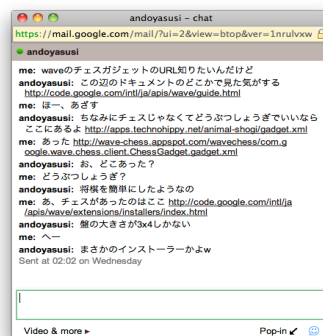 andoyasusi - chat
https://mail.google.com/mail/?ui=2&view=btop&ver=1nrulvxw
andoyasusi
me: waveのチェスガジェットのURL知りたいんだけど
andoyasusi: この辺のドキュメントのどこかで見た気がする
http://code.google.com/intl/ja/apis/wave/guide.html
me: ほー、あざす
andoyasusi: ちなみにチェスじゃなくてどうぶつしょうぎでいいなら
ここにあるよ http://apps.technohippy.net/animal-shogi/gadget.xml
me: あった http://wave-chess.appspot.com/wavechess/com.g
oogle.wave.chess.client.ChessGadget.gadget.xml
andoyasusi: お、どこあった？
me: どうぶつしょうぎ？
andoyasusi: 将棋を簡単にしたようなの
me: あ、チェスがあったのはここ http://code.google.com/intl/ja
/apis/wave/extensions/installers/index.html
andoyasusi: 盤の大きさが3x4しかない
me: へー
andoyasusi: まさかのインストーラーかよw
Sent at 02:02 on Wednesday
Video & more
Pop-in